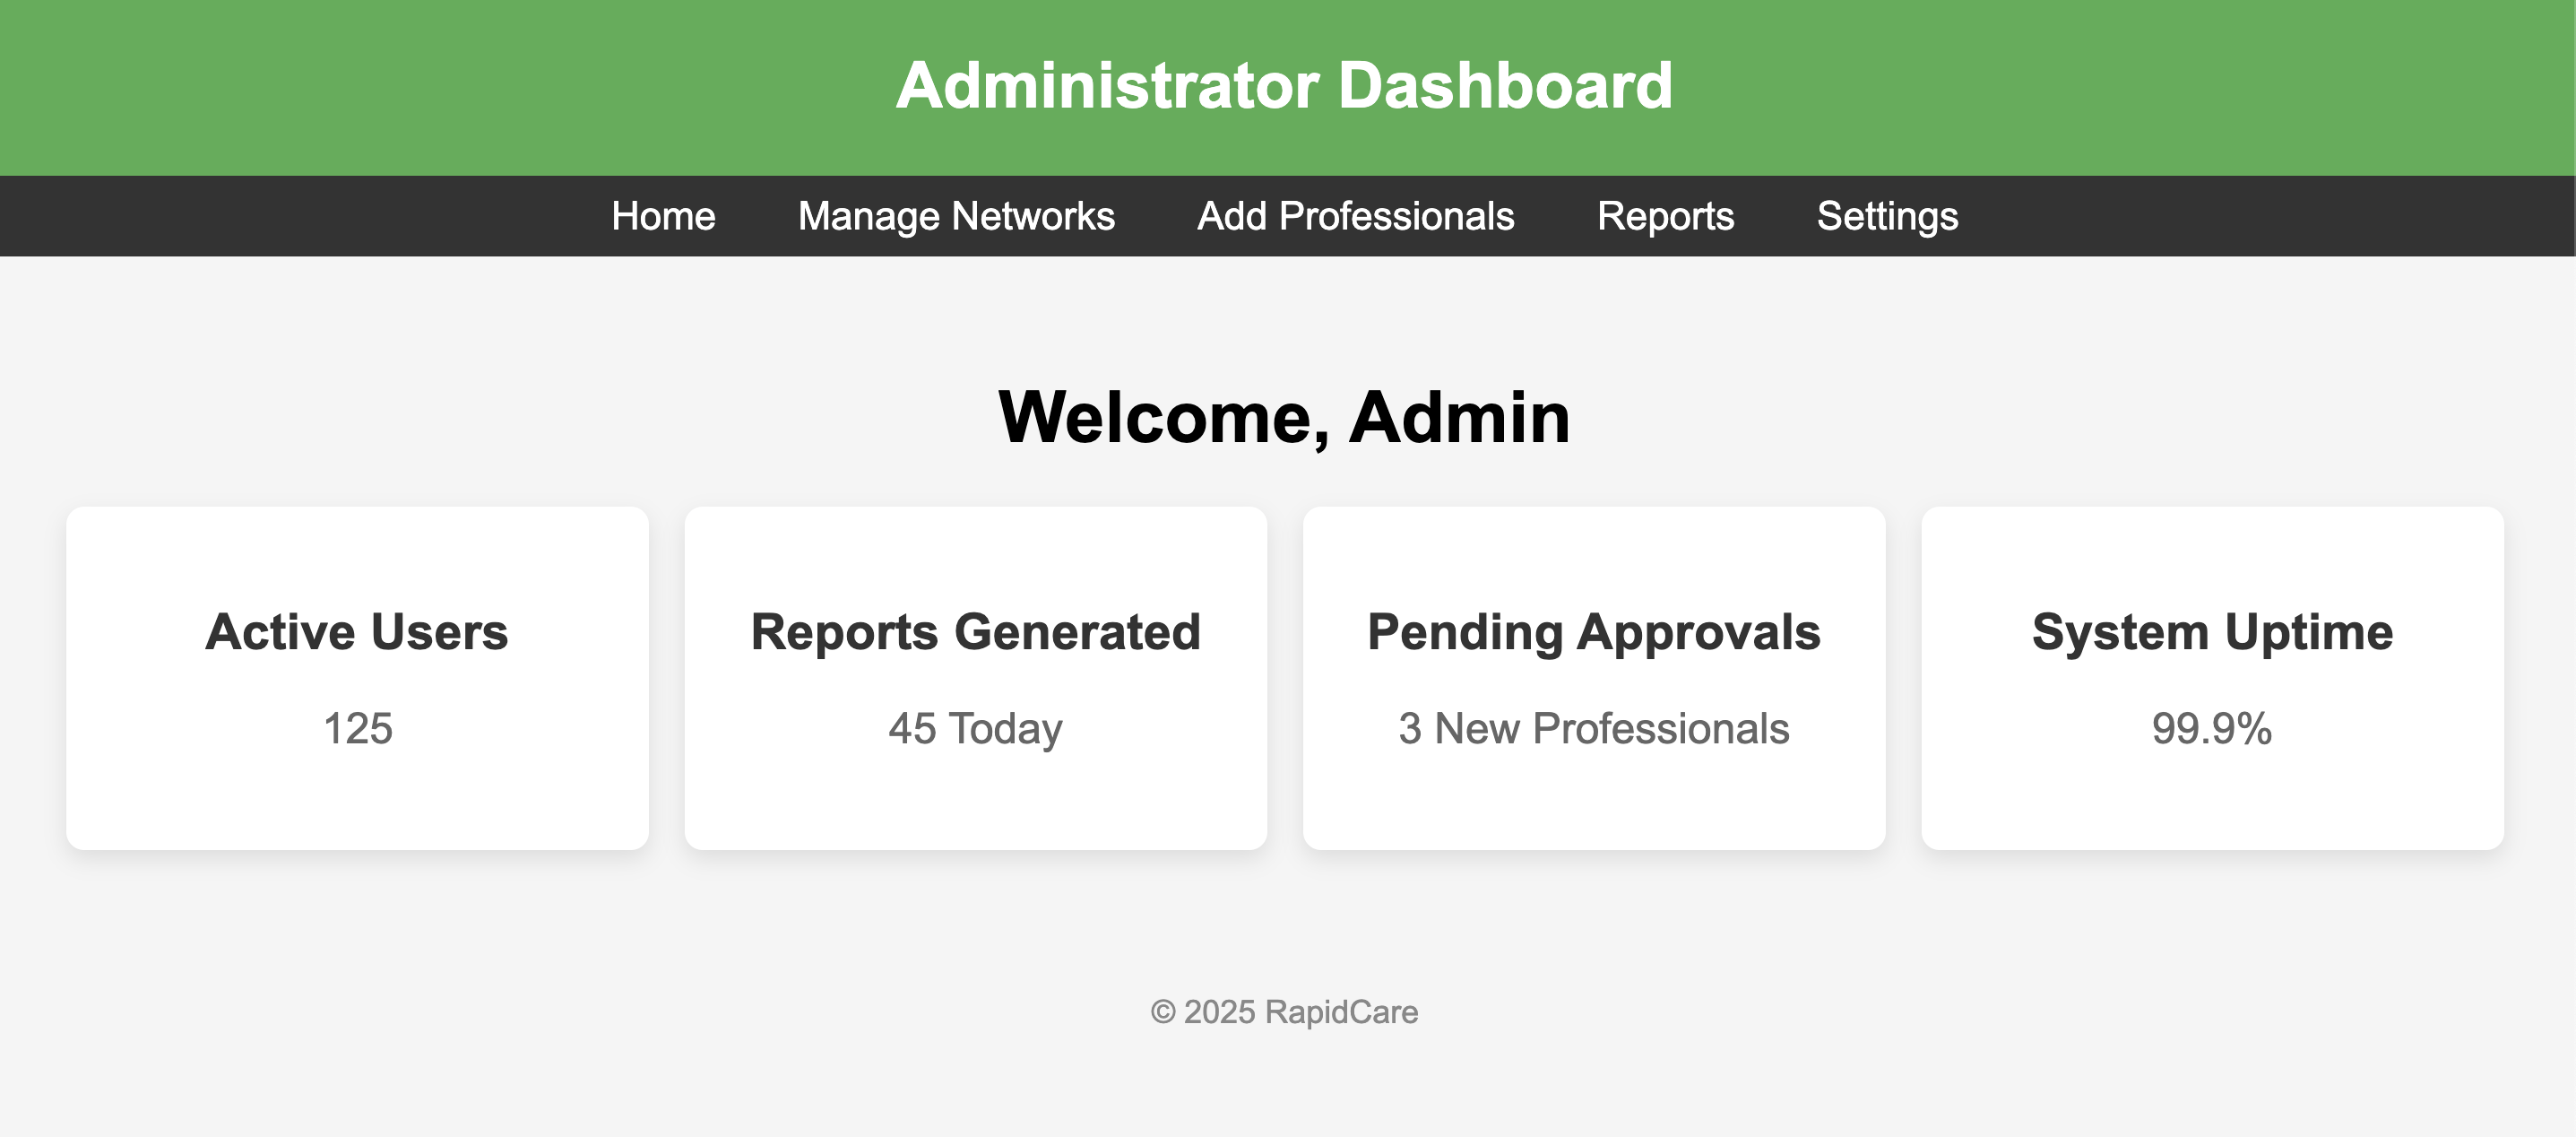 Administrator Dashboard
Home Manage Networks Add Professionals Reports Settings
Welcome, Admin
Active Users
125
Reports Generated
45 Today
Pending Approvals
3 New Professionals
System Uptime
99.9%
© 2025 RapidCare